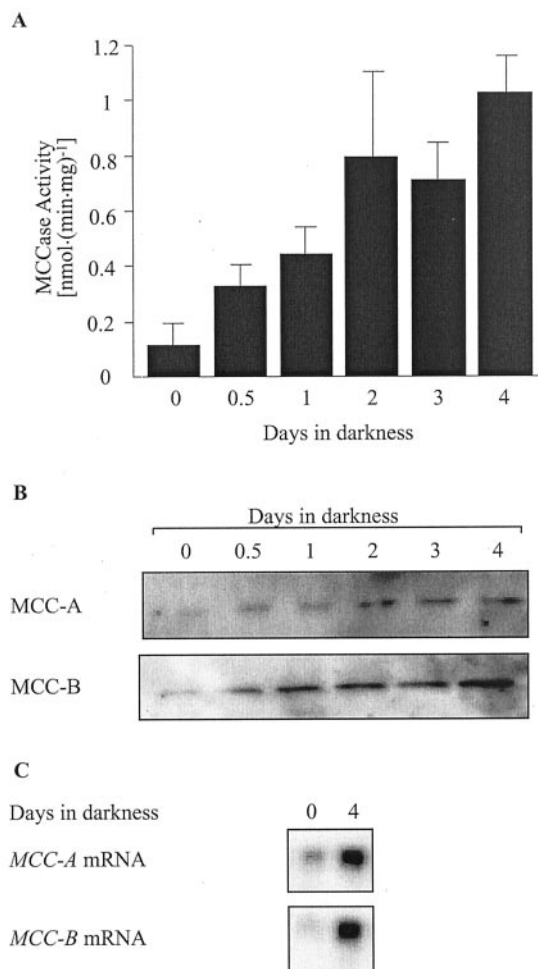 A
MCCase Activity
[nmol·(min·mg)⁻¹]
1.2
1
0.8
0.6
0.4
0.2
0
0 0.5 1 2 3 4
Days in darkness
B
Days in darkness
0 0.5 1 2 3 4
MCC-A
MCC-B
C
Days in darkness 0 4
MCC-A mRNA
MCC-B mRNA